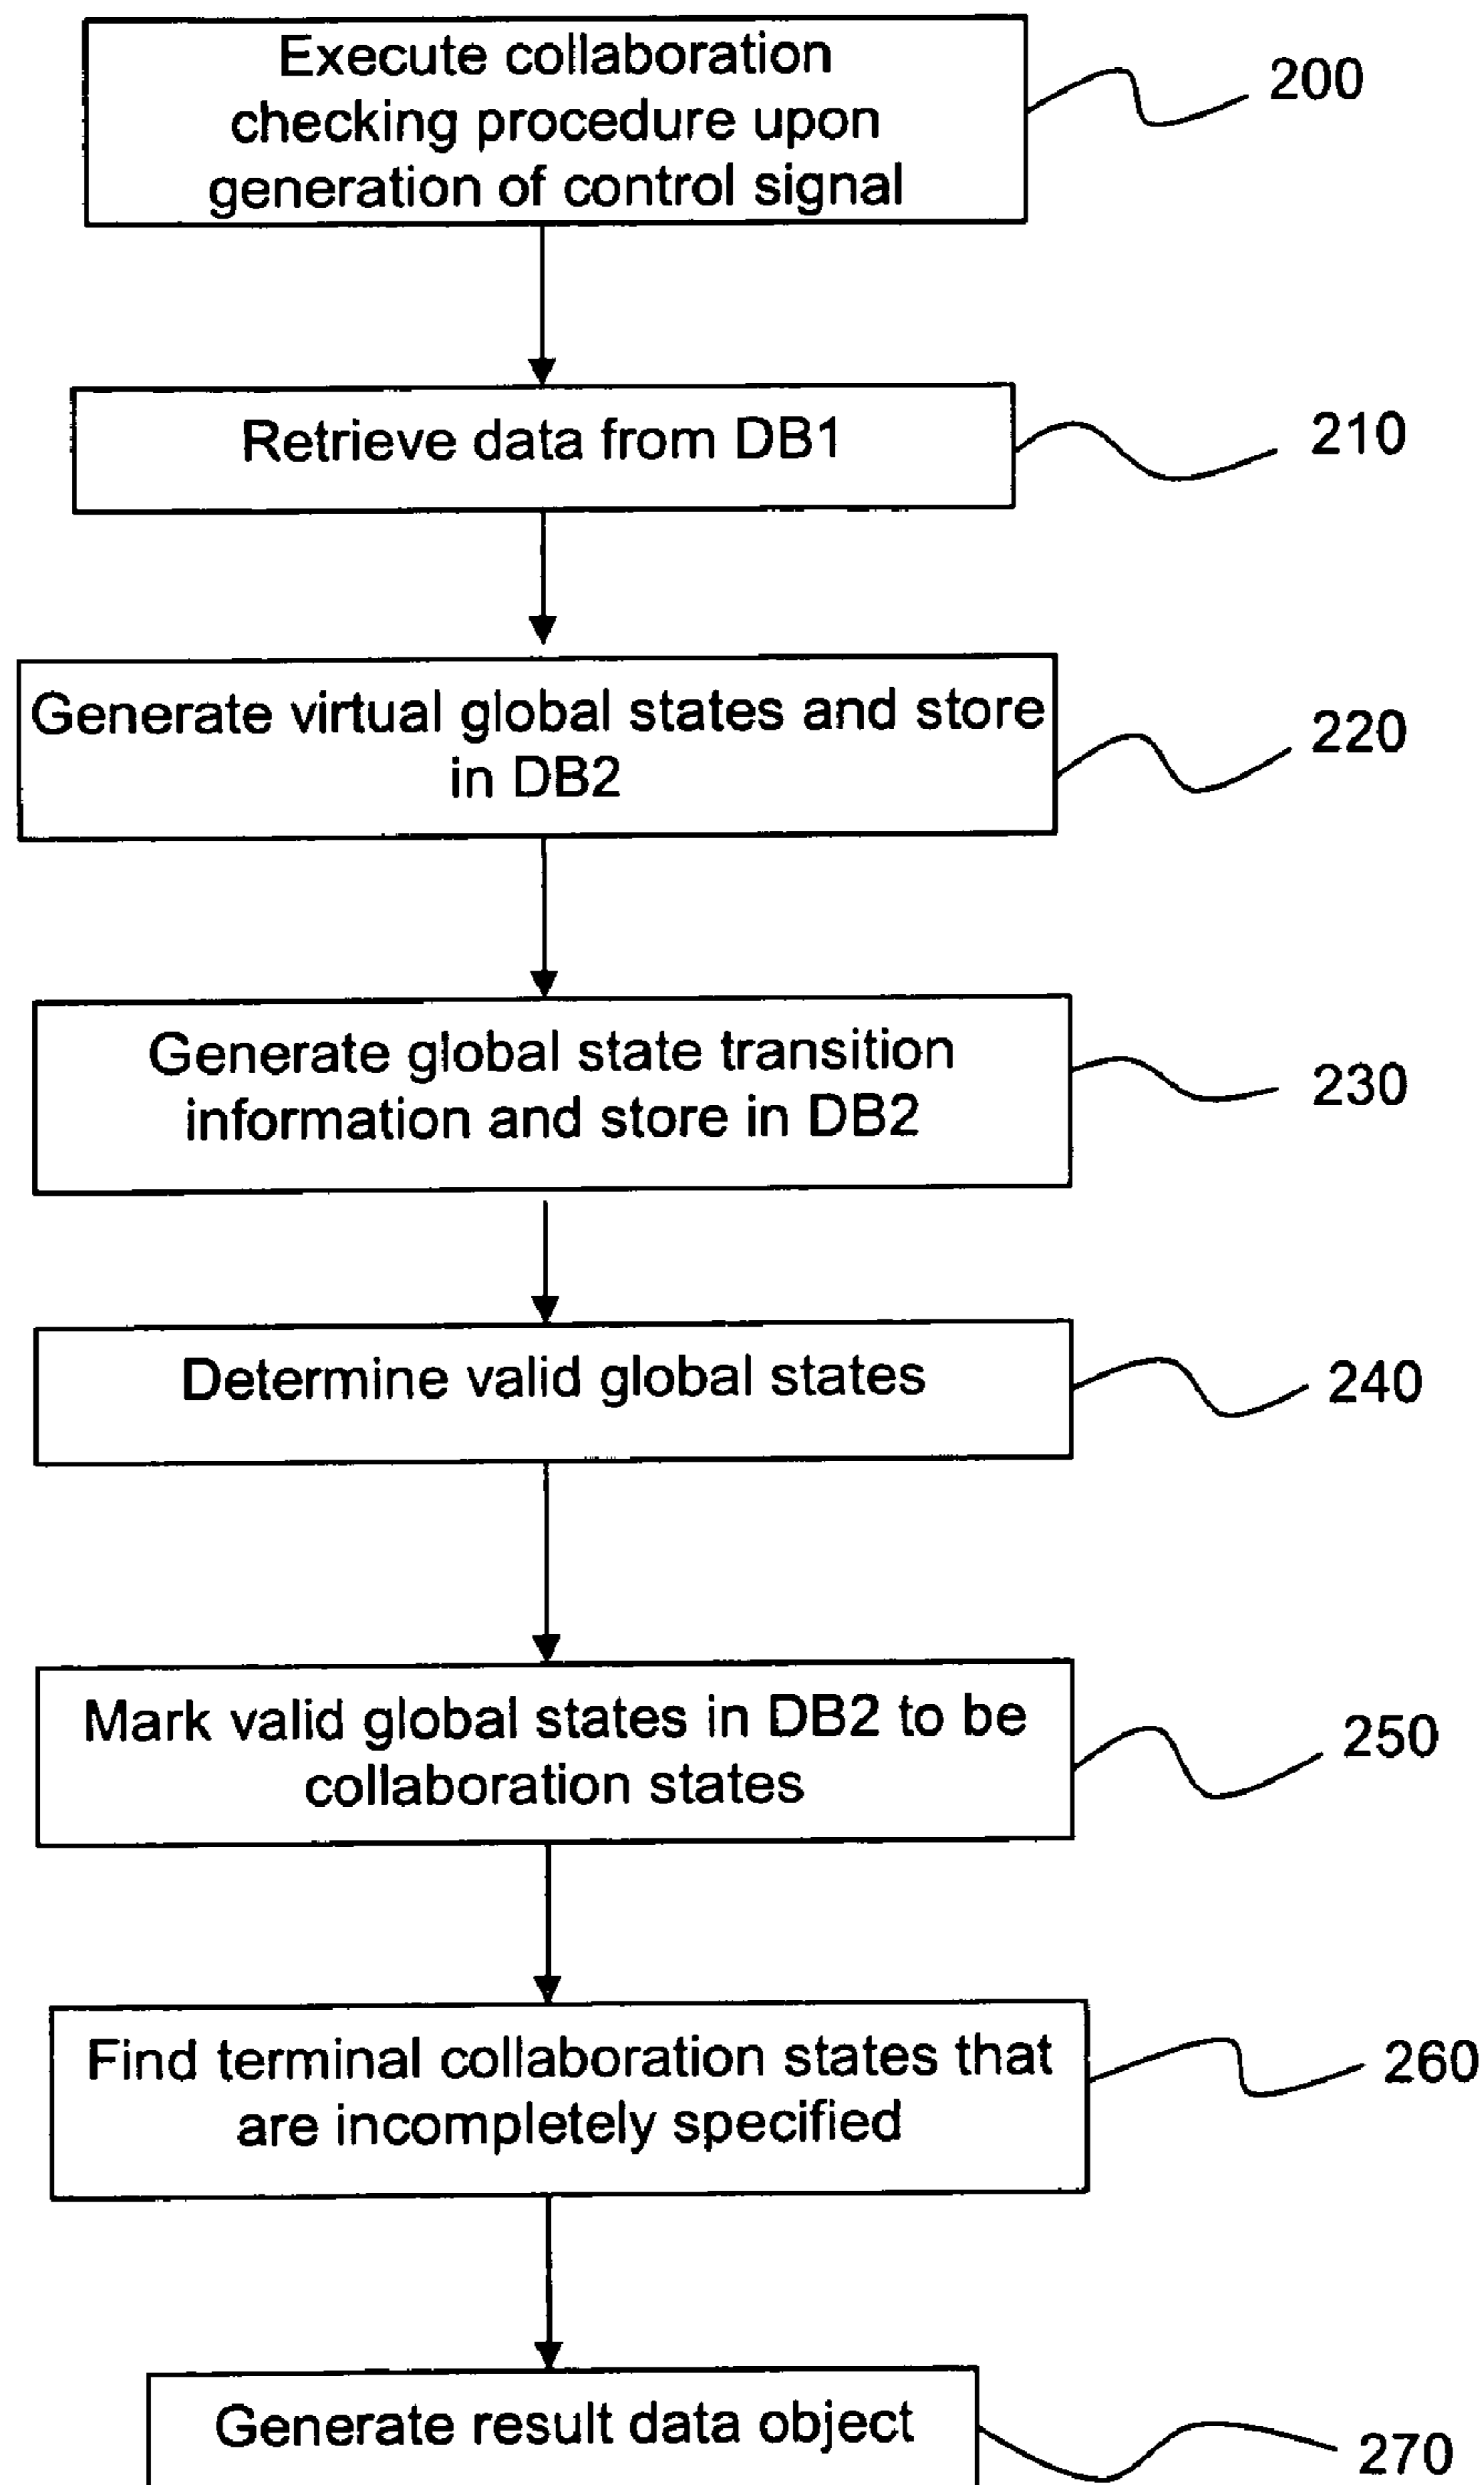 Execute collaboration
checking procedure upon
generation of control signal
200
Retrieve data from DB1
210
Generate virtual global states and store
in DB2
220
Generate global state transition
information and store in DB2
230
Determine valid global states
240
Mark valid global states in DB2 to be
collaboration states
250
Find terminal collaboration states that
are incompletely specified
260
Generate result data object
270